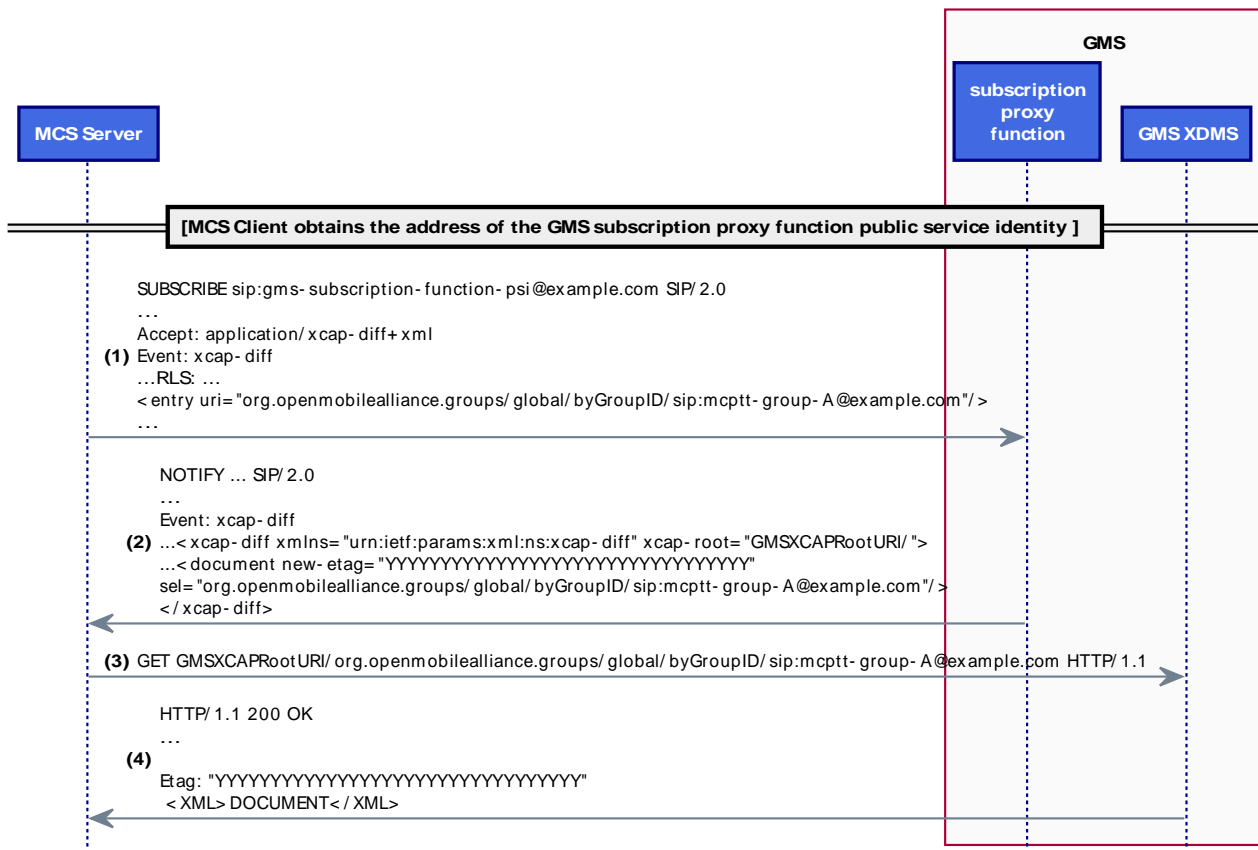 GMS
subscription
proxy
function
MCS Server
GMS XDMS
[MCS Client obtains the address of the GMS subscription proxy function public service identity ]
SUBSCRIBE sip:gms-subscription-function-psi@example.com SIP/2.0
...
Accept: application/xcap-diff+xml
(1) Event: xcap-diff
...RLS: ...
<entry uri="org.openmobilealliance.groups/global/byGroupID/sip:mcptt-group-A@example.com"/>
...
NOTIFY ... SIP/2.0
...
Event: xcap-diff
(2) ...<xcap-diff xmlns="urn:ietf:params:xml:ns:xcap-diff" xcap-root="GMSXCAPRootURI/">
...<document new-etag="YYYYYYYYYYYYYYYYYYYYYYYYYYYYYYYYY"
sel="org.openmobilealliance.groups/global/byGroupID/sip:mcptt-group-A@example.com"/>
</xcap-diff>
(3) GET GMSXCAPRootURI/org.openmobilealliance.groups/global/byGroupID/sip:mcptt-group-A@example.com HTTP/1.1
HTTP/1.1 200 OK
...
(4)
Etag: "YYYYYYYYYYYYYYYYYYYYYYYYYYYYYYYYY"
<XML>DOCUMENT</XML>